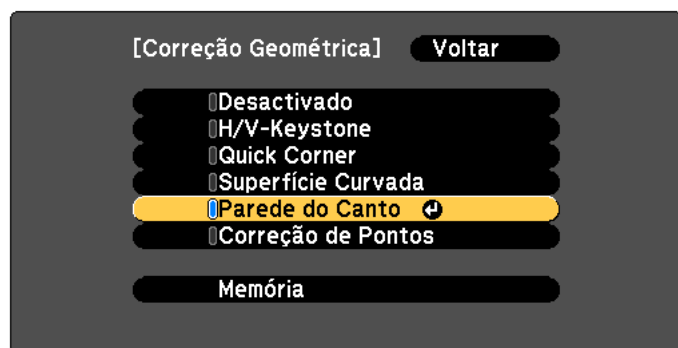 [Correção Geométrica] Voltar
Desactivado
H/V-Keystone
Quick Corner
Superfície Curvada
Parede do Canto
Correção de Pontos
Memória